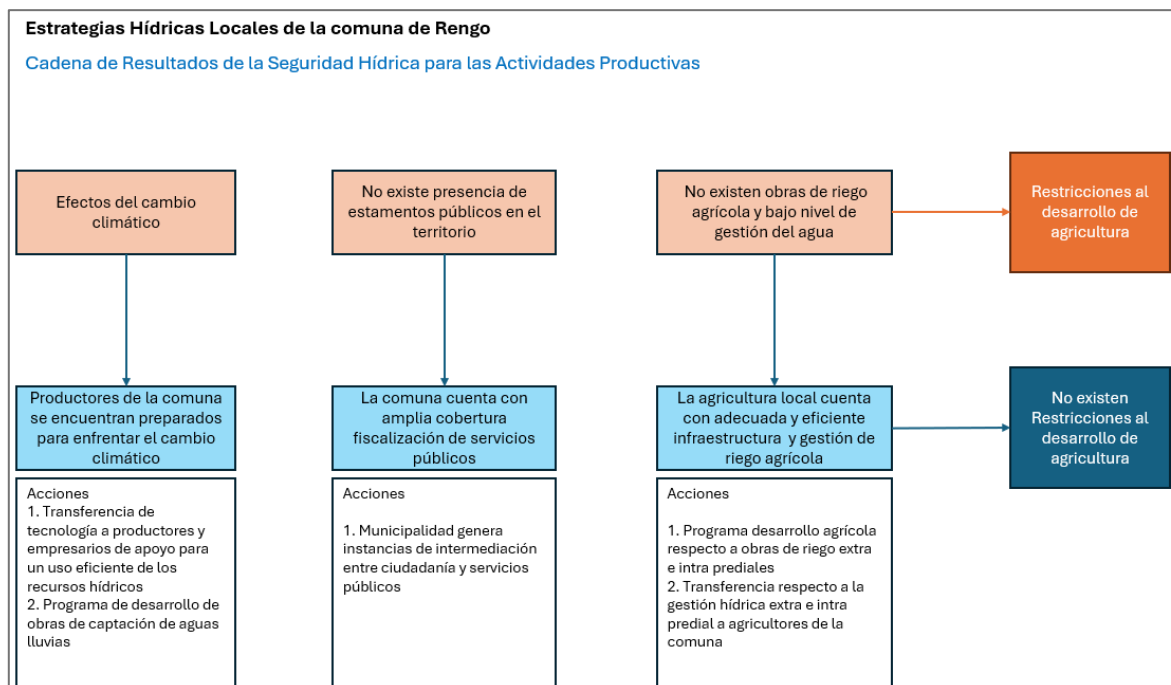 Estrategias Hídricas Locales de la comuna de Rengo
Cadena de Resultados de la Seguridad Hídrica para las Actividades Productivas
Efectos del cambio
climático
No existe presencia de
estamentos públicos en el
territorio
No existen obras de riego
agrícola y bajo nivel de
gestión del agua
Restricciones al
desarrollo de
agricultura
Productores de la comuna
se encuentran preparados
para enfrentar el cambio
climático
La comuna cuenta con
amplia cobertura
fiscalización de servicios
públicos
La agricultura local cuenta
con adecuada y eficiente
infraestructura y gestión de
riego agrícola
No existen
Restricciones al
desarrollo de
agricultura
Acciones
1. Transferencia de
tecnología a productores y
empresarios de apoyo para
un uso eficiente de los
recursos hídricos
2. Programa de desarrollo de
obras de captación de aguas
lluvias
Acciones
1. Municipalidad genera
instancias de intermediación
entre ciudadanía y servicios
públicos
Acciones
1. Programa desarrollo agrícola
respecto a obras de riego extra
e intra prediales
2. Transferencia respecto a la
gestión hídrica extra e intra
predial a agricultores de la
comuna